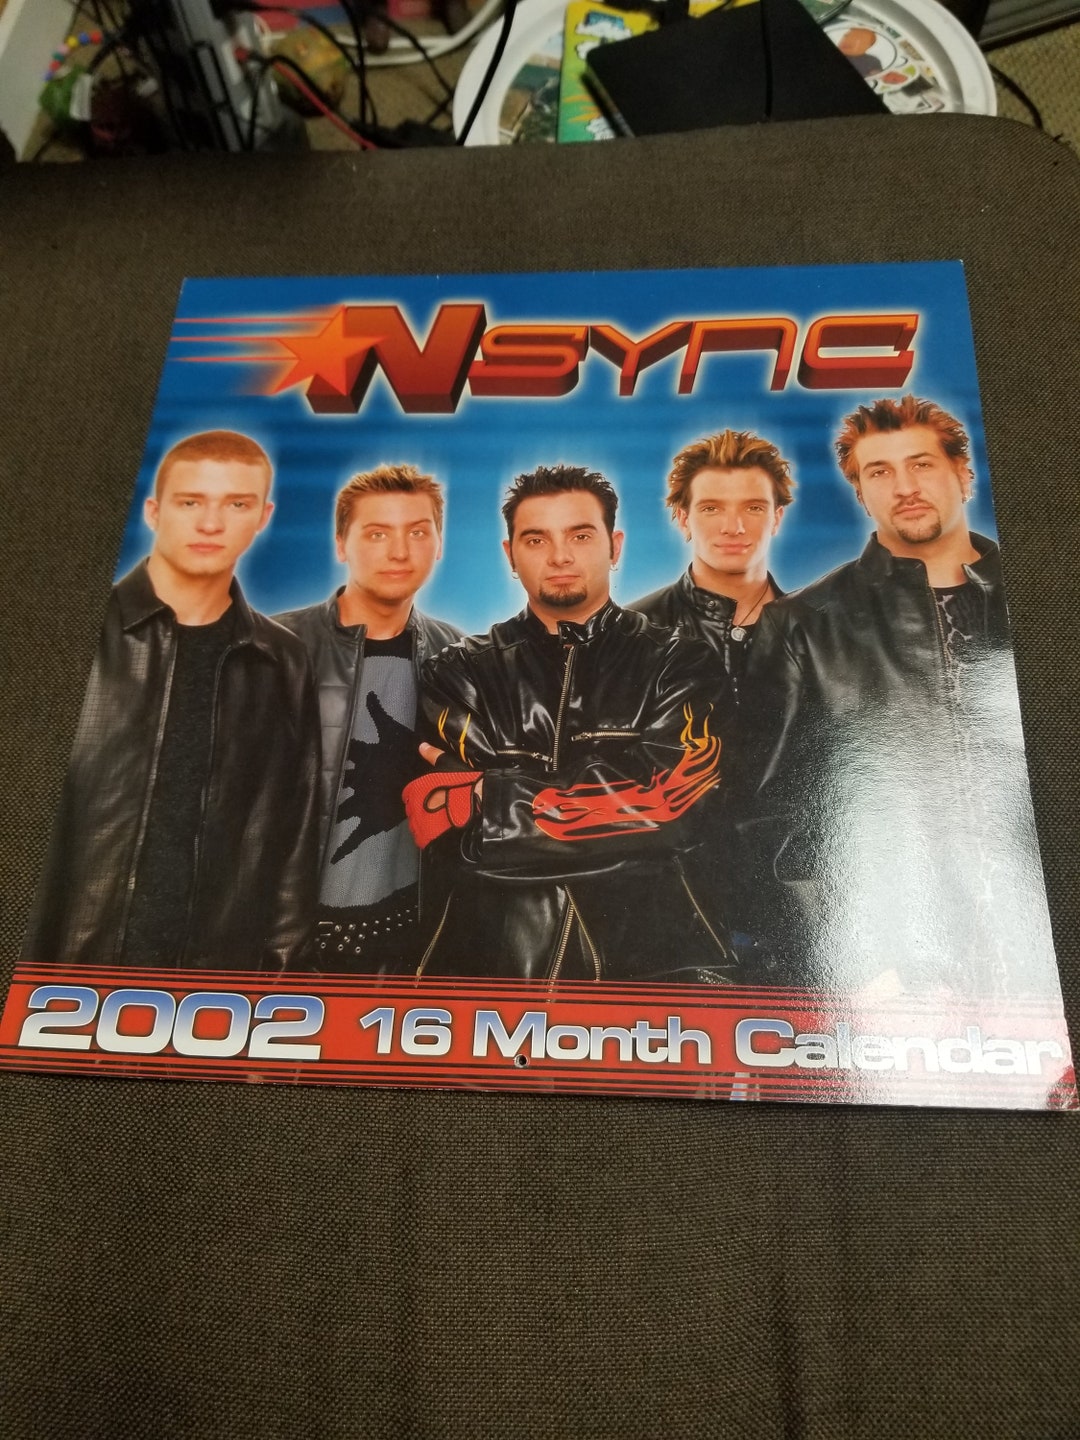 NSYNC
2002 16 Month Calendar